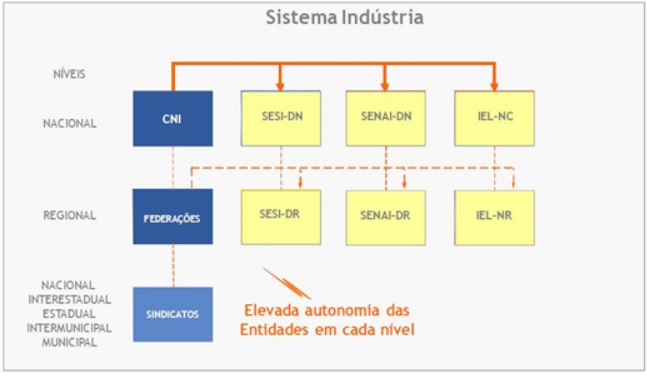 Sistema Indústria
NÍVEIS
NACIONAL
CNI
SESI-DN
SENAI-DN
IEL-NC
REGIONAL
FEDERAÇÕES
SESI-DR
SENAI-DR
IEL-NR
NACIONAL
INTERESTADUAL
ESTADUAL
INTERMUNICIPAL
MUNICIPAL
SINDICATOS
Elevada autonomia das
Entidades em cada nível